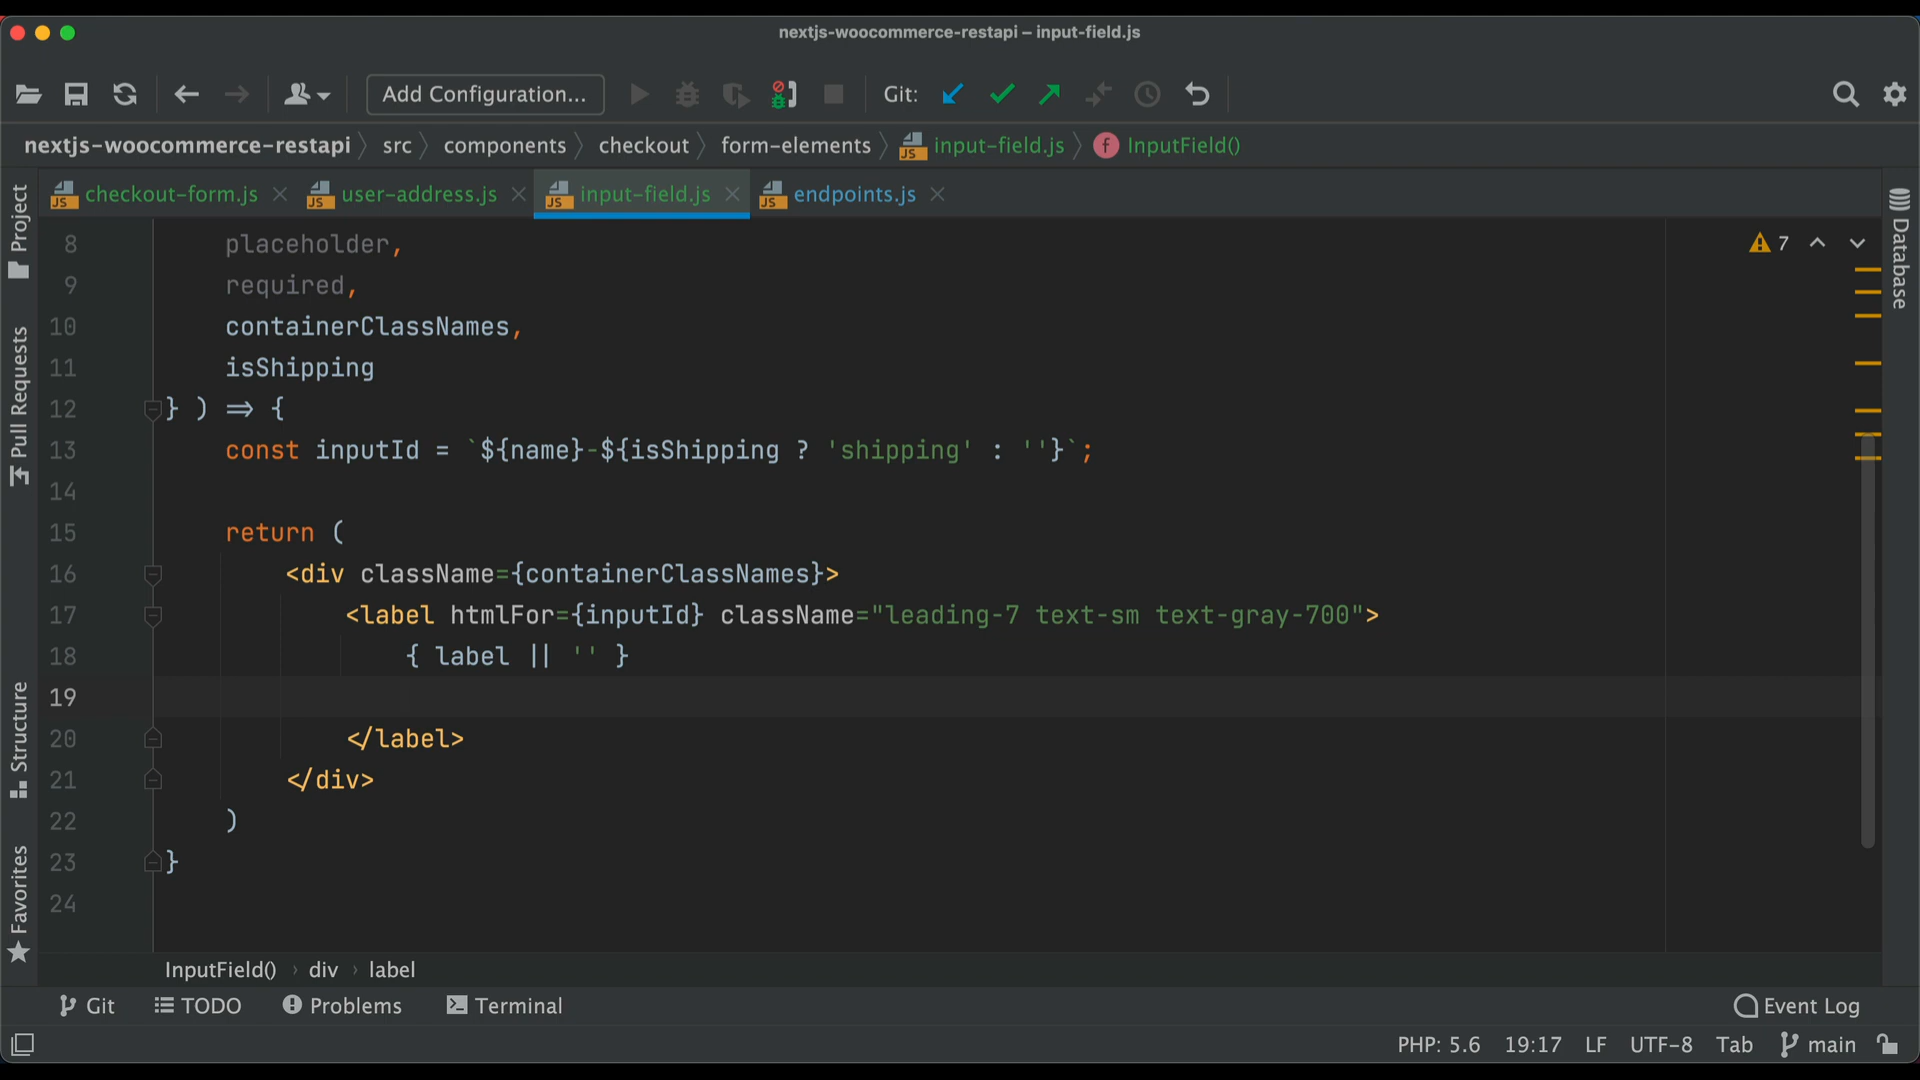 nextjs-woocommerce-restapi – input-field.js
Add Configuration...
Git:
nextjs-woocommerce-restapi
src
components
checkout
form-elements
JS
input-field.js
f
InputField()
JS
checkout-form.js
JS
user-address.js
JS
input-field.js
JS
endpoints.js
Project
Pull Requests
Structure
Favorites
Database
7
8 placeholder,
9 required,
10 containerClassNames,
11 isShipping
12 } ) => {
13 const inputId = `${name}-${isShipping ? 'shipping' : ''}`;
14
15 return (
16 <div className={containerClassNames}>
17 <label htmlFor={inputId} className="leading-7 text-sm text-gray-700">
18 { label || '' }
19
20 </label>
21 </div>
22 )
23 }
24
InputField() › div › label
Git
TODO
Problems
Terminal
Event Log
PHP: 5.6
19:17
LF
UTF-8
Tab
main